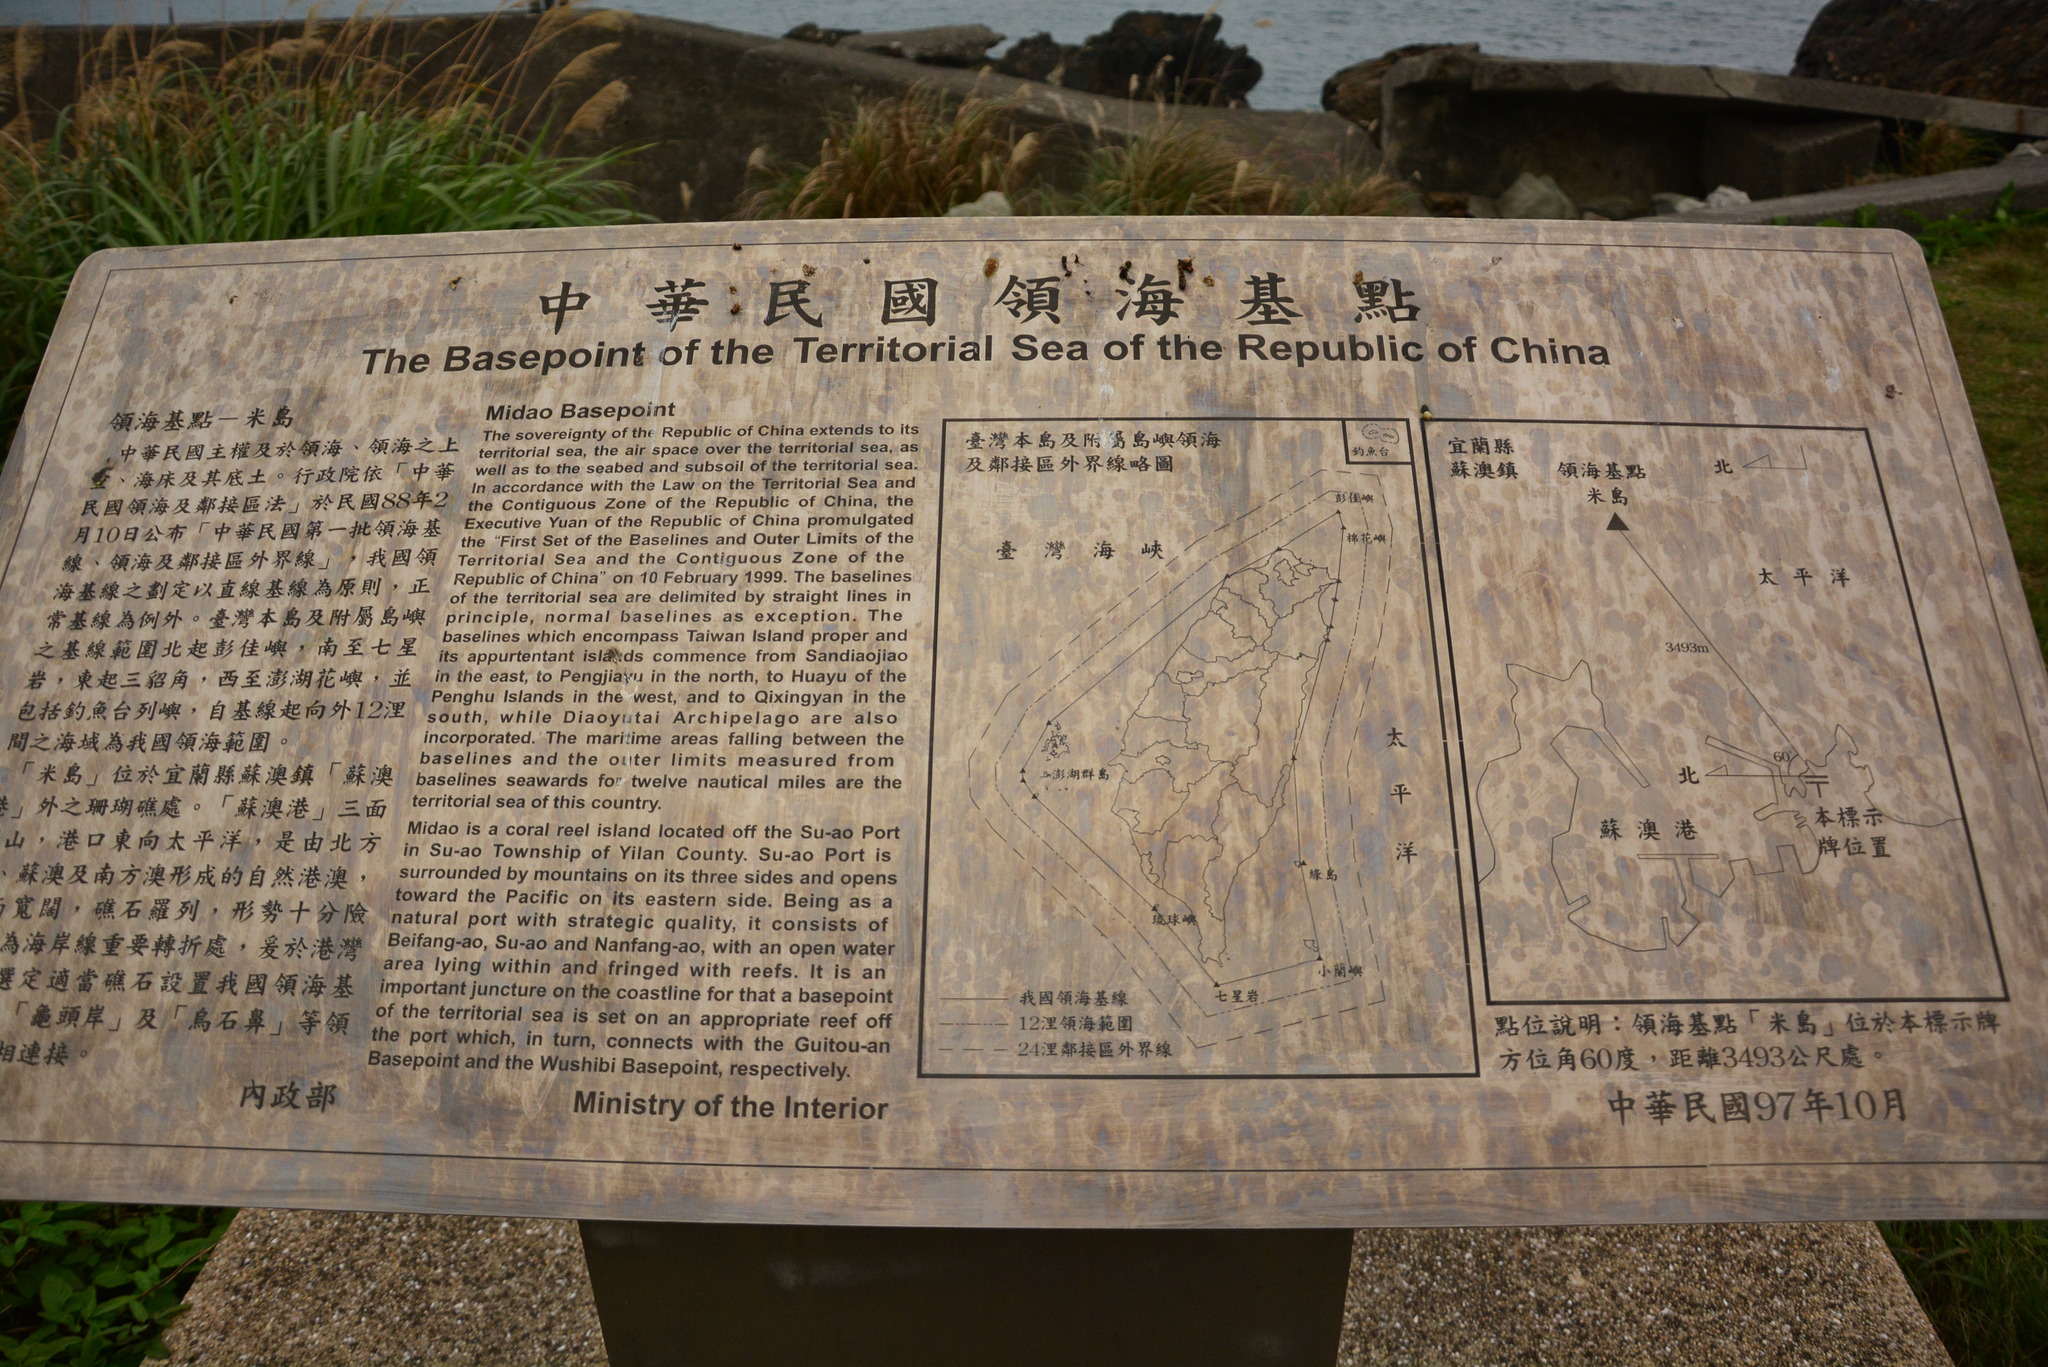 中華民國領海基點
The Basepoint of the Territorial Sea of the Republic of China
領海基點－米島
中華民國主權及於領海、領海之上
空、海床及其底土。行政院依「中華
民國領海及鄰接區法」於民國88年2
月10日公布「中華民國第一批領海基
線、領海及鄰接區外界線」，我國領
海基線之劃定以直線基線為原則，正
常基線為例外。臺灣本島及附屬島嶼
之基線範圍北起彭佳嶼，南至七星
岩，東起三貂角，西至澎湖花嶼，並
包括釣魚台列嶼，自基線起向外12浬
間之海域為我國領海範圍。
「米島」位於宜蘭縣蘇澳鎮「蘇澳
港」外之珊瑚礁處。「蘇澳港」三面
山，港口東向太平洋，是由北方
、蘇澳及南方澳形成的自然港澳，
寬闊，礁石羅列，形勢十分險
為海岸線重要轉折處，爰於港灣
選定適當礁石設置我國領海基
「龜頭岸」及「烏石鼻」等領
相連接。
內政部
Midao Basepoint
The sovereignty of the Republic of China extends to its
territorial sea, the air space over the territorial sea, as
well as to the seabed and subsoil of the territorial sea.
In accordance with the Law on the Territorial Sea and
the Contiguous Zone of the Republic of China, the
Executive Yuan of the Republic of China promulgated
the "First Set of the Baselines and Outer Limits of the
Territorial Sea and the Contiguous Zone of the
Republic of China" on 10 February 1999. The baselines
of the territorial sea are delimited by straight lines in
principle, normal baselines as exception. The
baselines which encompass Taiwan Island proper and
its appurtentant islands commence from Sandiaojiao
in the east, to Pengjiayu in the north, to Huayu of the
Penghu Islands in the west, and to Qixingyan in the
south, while Diaoyutai Archipelago are also
incorporated. The maritime areas falling between the
baselines and the outer limits measured from
baselines seawards for twelve nautical miles are the
territorial sea of this country.
Midao is a coral reel island located off the Su-ao Port
in Su-ao Township of Yilan County. Su-ao Port is
surrounded by mountains on its three sides and opens
toward the Pacific on its eastern side. Being as a
natural port with strategic quality, it consists of
Beifang-ao, Su-ao and Nanfang-ao, with an open water
area lying within and fringed with reefs. It is an
important juncture on the coastline for that a basepoint
of the territorial sea is set on an appropriate reef off
the port which, in turn, connects with the Guitou-an
Basepoint and the Wushibi Basepoint, respectively.
Ministry of the Interior
臺灣本島及附屬島嶼領海
及鄰接區外界線略圖
釣魚台
彭佳嶼
棉花嶼
臺灣海峽
太平洋
澎湖群島
綠島
琉球嶼
小蘭嶼
七星岩
我國領海基線
12浬領海範圍
24浬鄰接區外界線
宜蘭縣
蘇澳鎮
領海基點
米島
北
太平洋
3493m
60
北
蘇澳港
本標示
牌位置
點位說明：領海基點「米島」位於本標示牌
方位角60度，距離3493公尺處。
中華民國97年10月